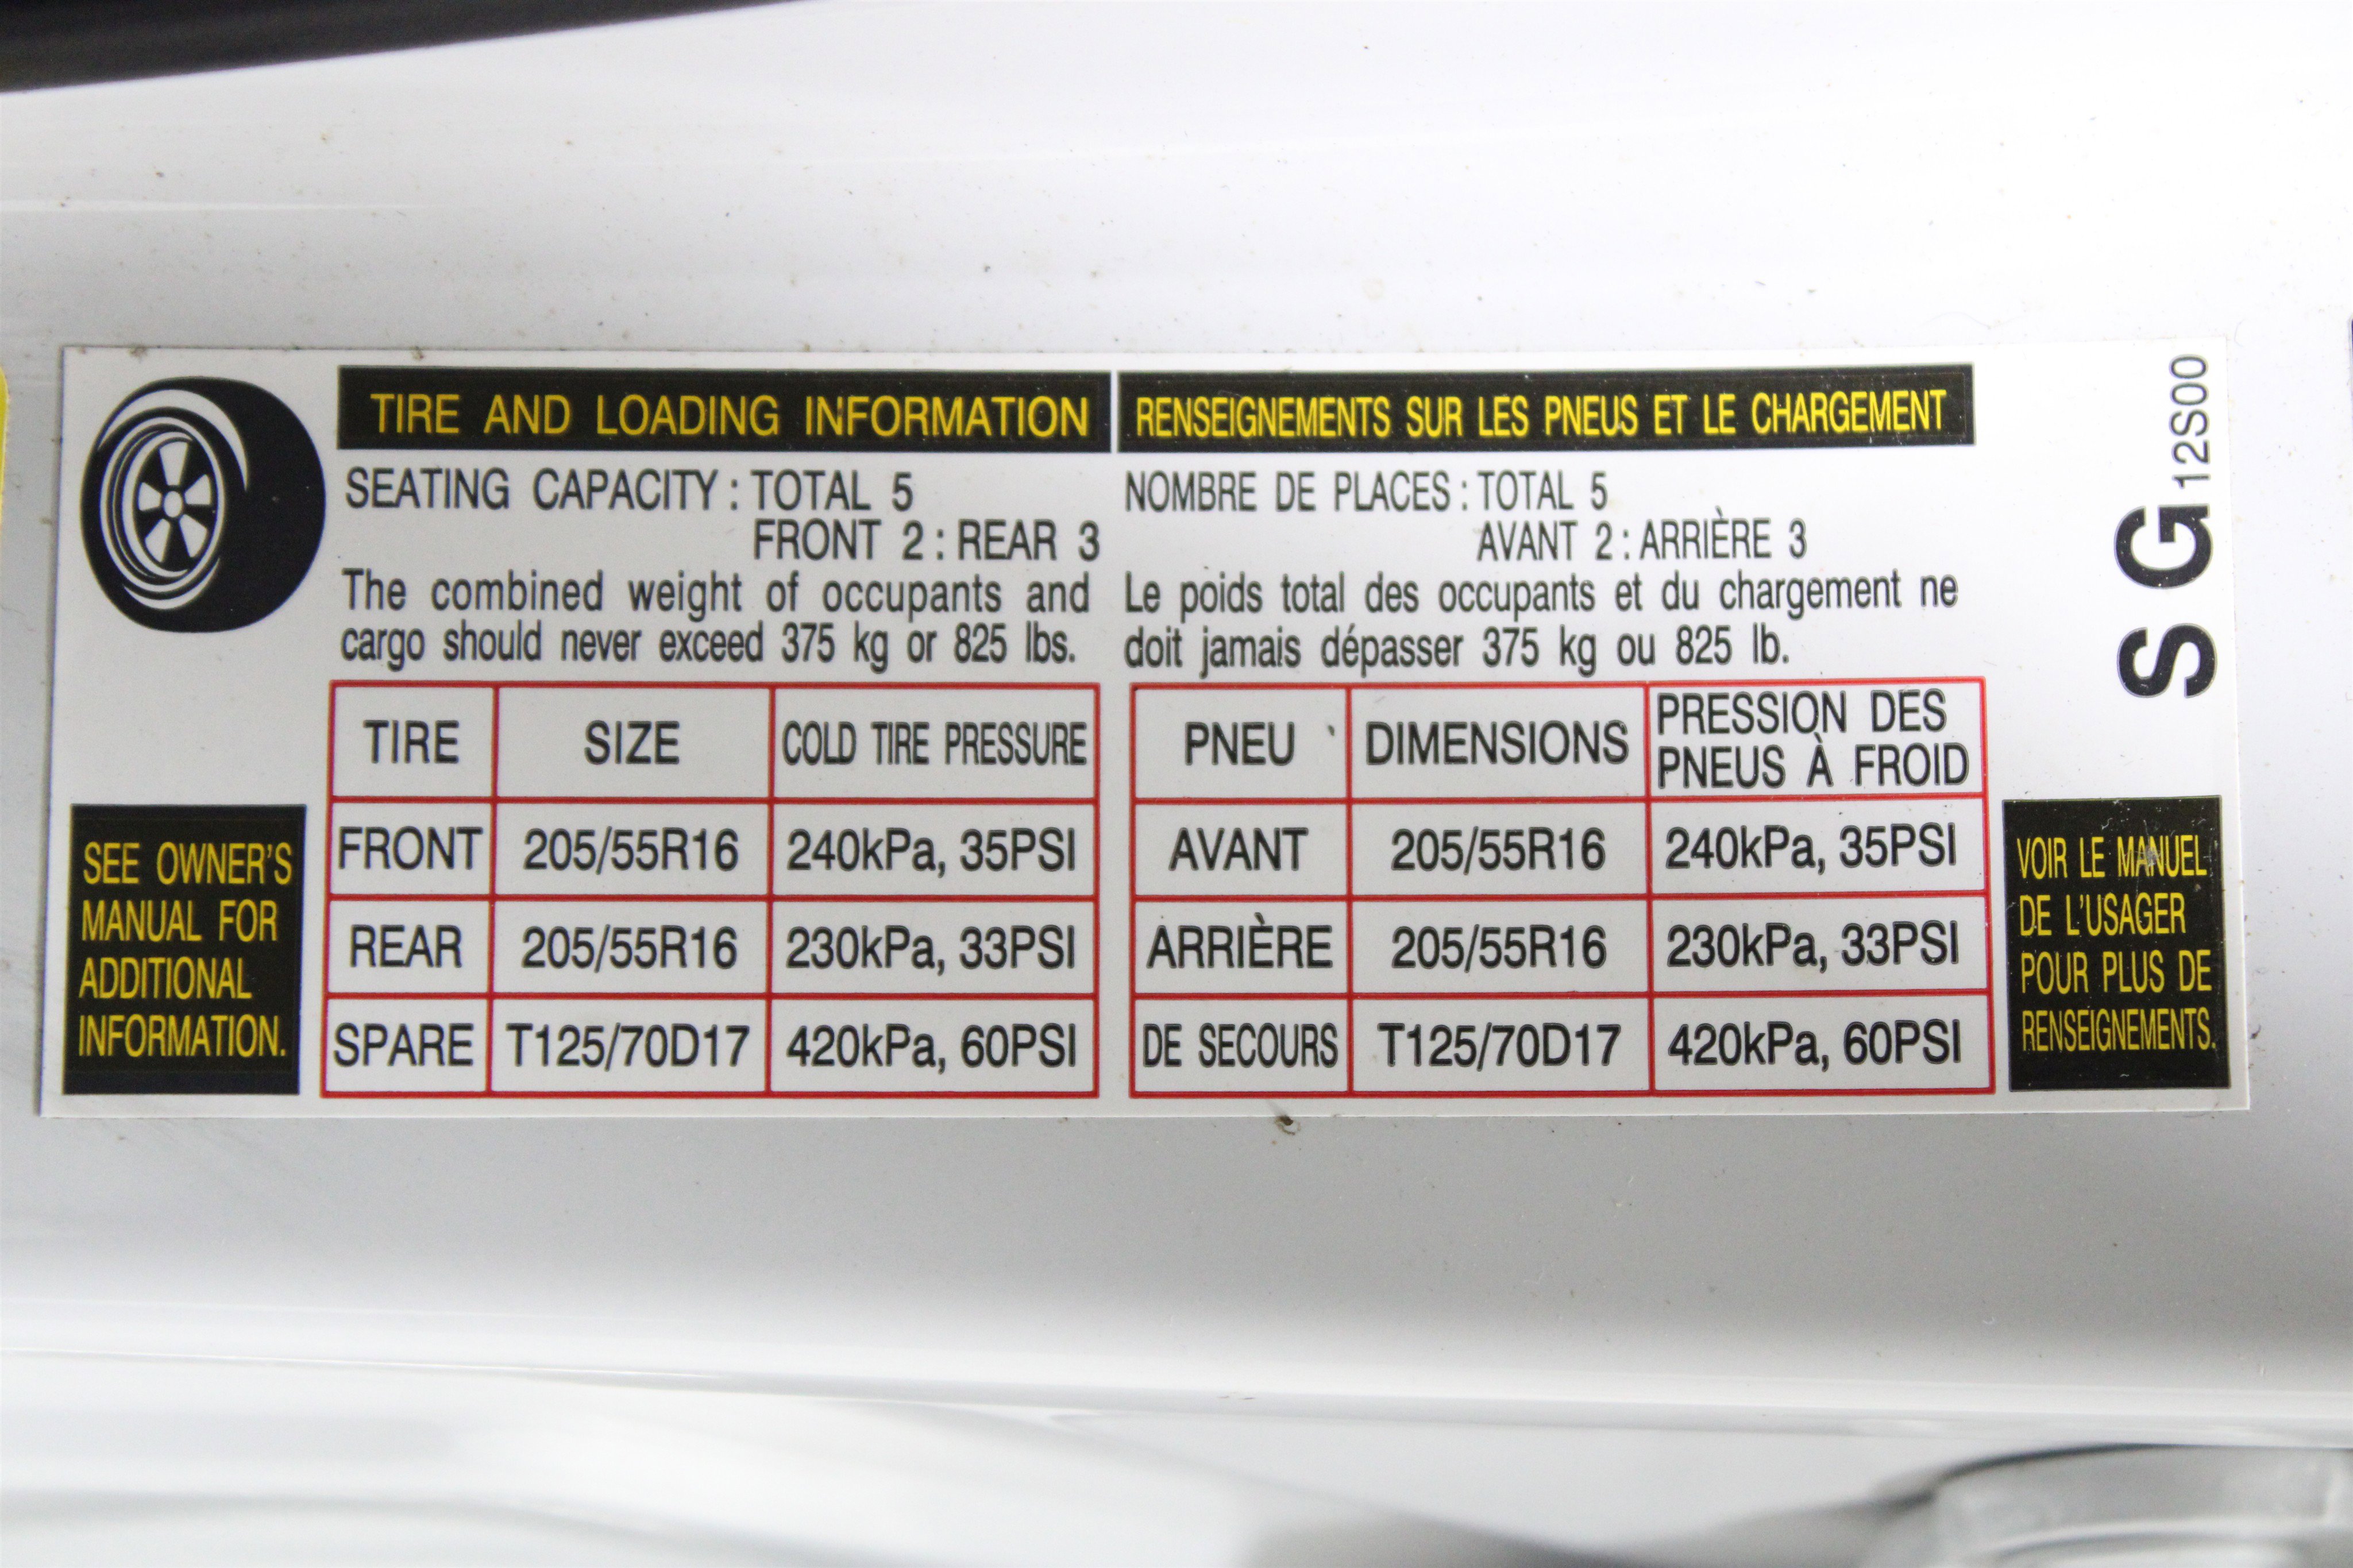 TIRE AND LOADING INFORMATION
SEATING CAPACITY : TOTAL 5
FRONT 2 : REAR 3
The combined weight of occupants and
cargo should never exceed 375 kg or 825 lbs.
TIRE SIZE COLD TIRE PRESSURE
FRONT 205/55R16 240kPa, 35PSI
REAR 205/55R16 230kPa, 33PSI
SPARE T125/70D17 420kPa, 60PSI
SEE OWNER'S
MANUAL FOR
ADDITIONAL
INFORMATION.
RENSEIGNEMENTS SUR LES PNEUS ET LE CHARGEMENT
NOMBRE DE PLACES : TOTAL 5
AVANT 2 : ARRIÈRE 3
Le poids total des occupants et du chargement ne
doit jamais dépasser 375 kg ou 825 lb.
PNEU DIMENSIONS PRESSION DES
PNEUS À FROID
AVANT 205/55R16 240kPa, 35PSI
ARRIÈRE 205/55R16 230kPa, 33PSI
DE SECOURS T125/70D17 420kPa, 60PSI
VOIR LE MANUEL
DE L'USAGER
POUR PLUS DE
RENSEIGNEMENTS.
S G 12S00